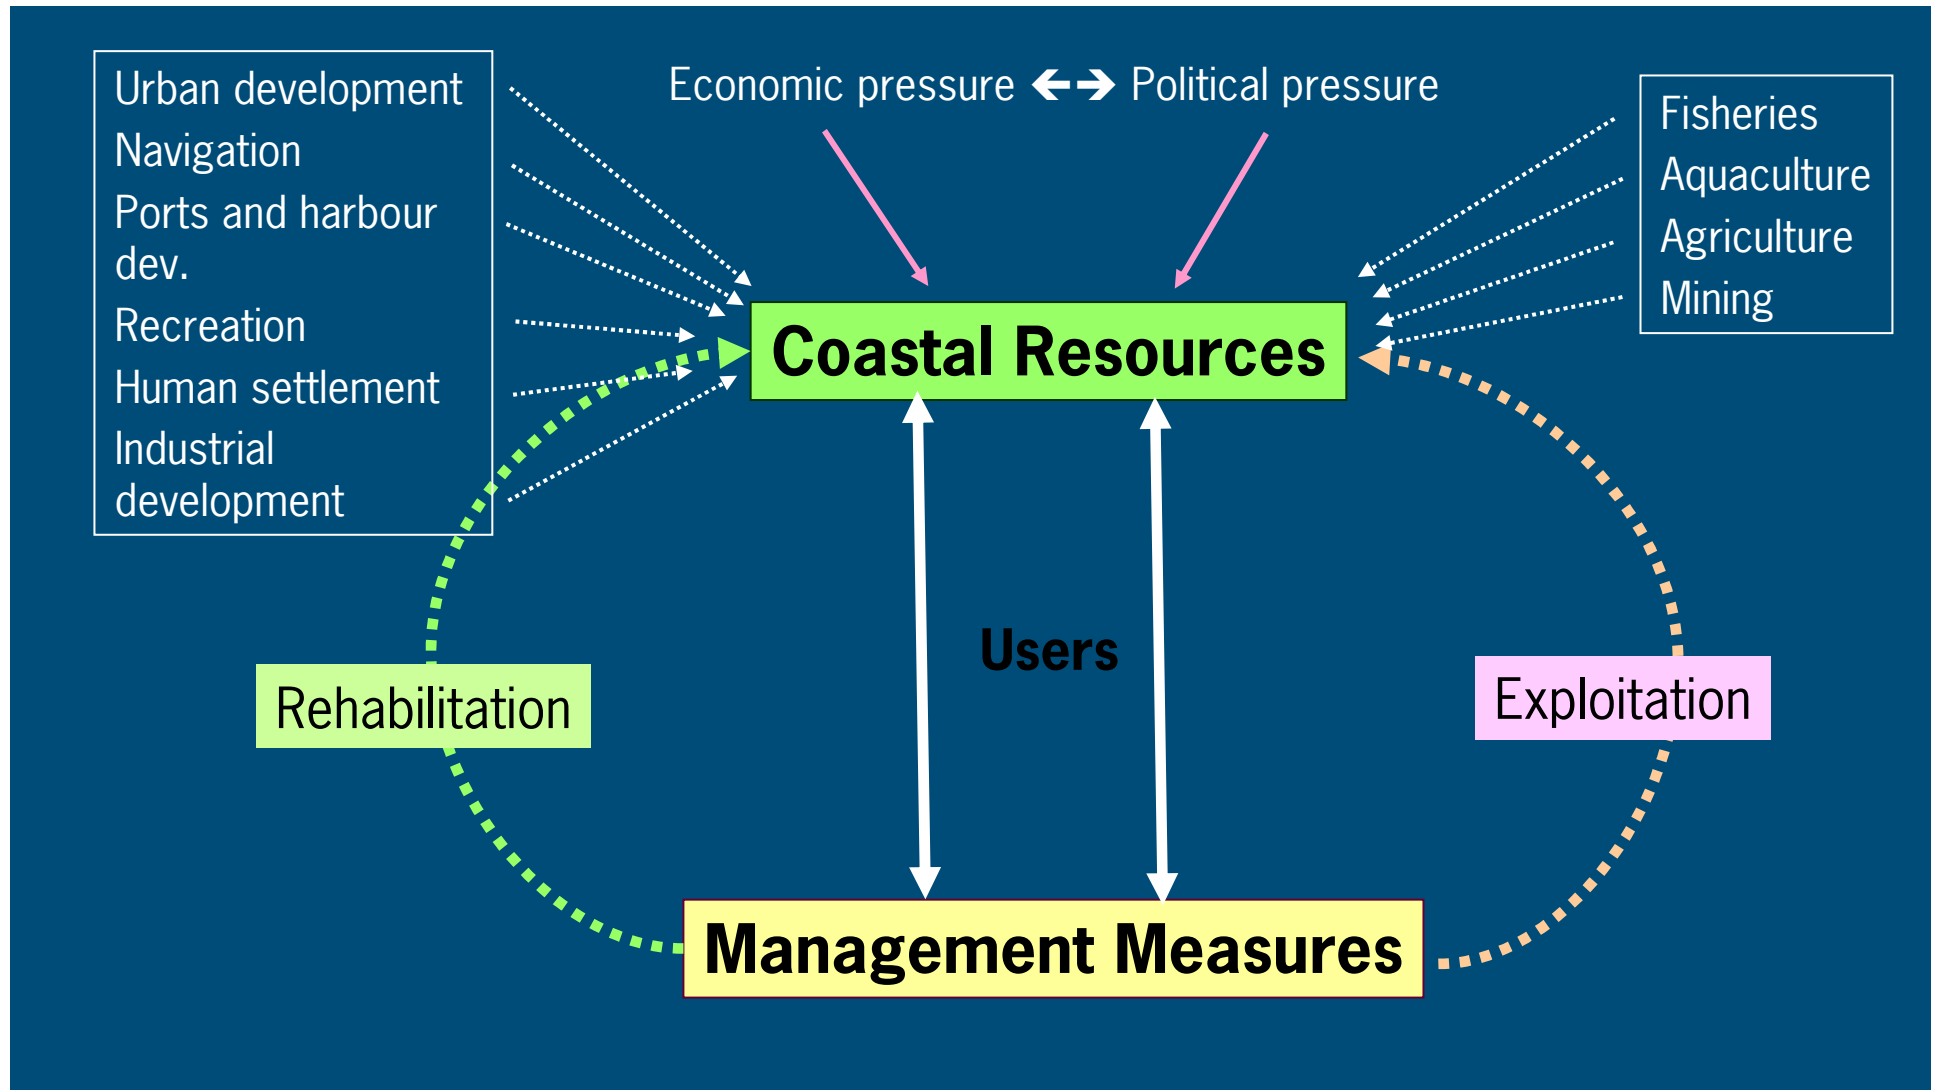 Urban development
Navigation
Ports and harbour
dev.
Recreation
Human settlement
Industrial
development
Economic pressure 🡸🡺 Political pressure
Fisheries
Aquaculture
Agriculture
Mining
Coastal Resources
Users
Rehabilitation
Exploitation
Management Measures